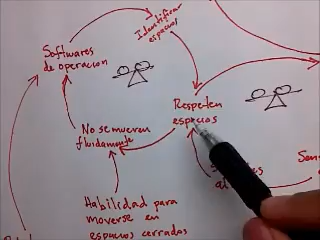 Identificar
espacios
Softwares
de operacion
Respeten
espacios
No se mueven
fluidamente
Habilidad para
moverse en
espacios cerrados